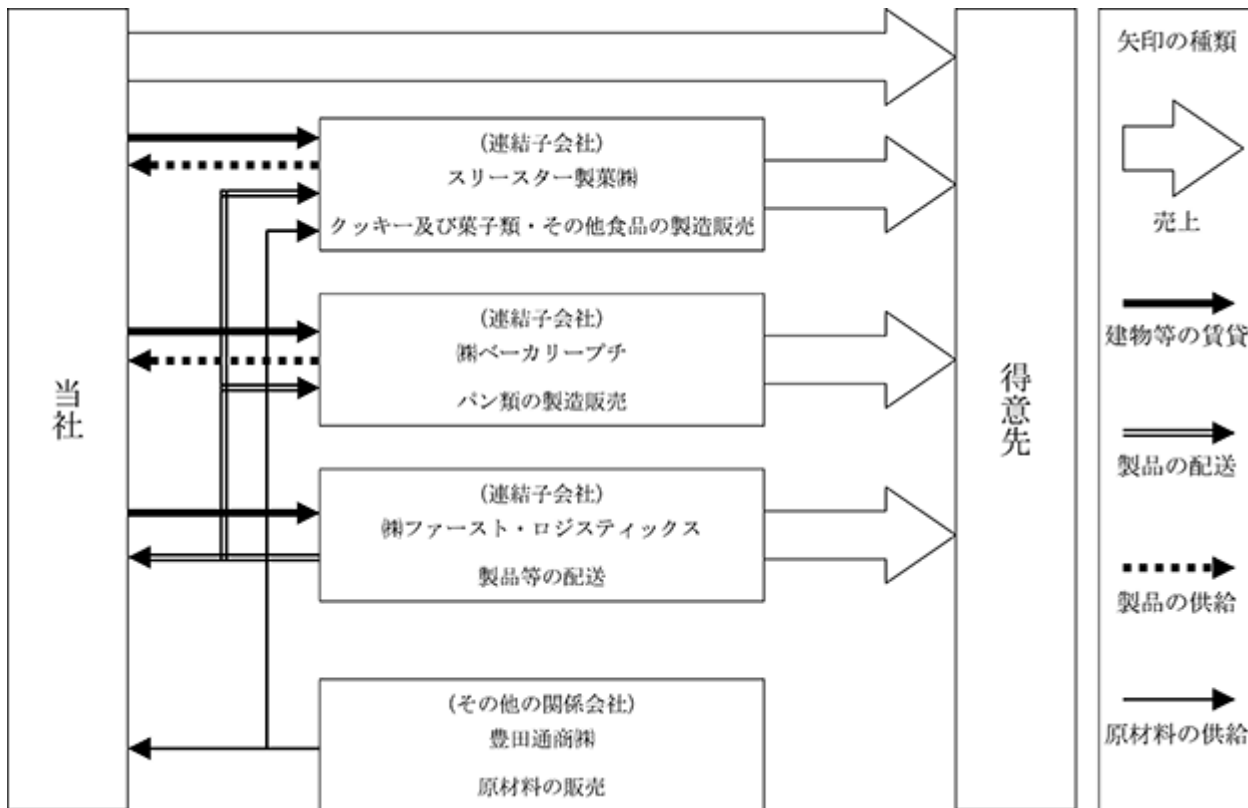 当社
(連結子会社)
スリースター製菓㈱
クッキー及び菓子類・その他食品の製造販売
(連結子会社)
㈱ベーカリープチ
パン類の製造販売
(連結子会社)
㈱ファースト・ロジスティックス
製品等の配送
(その他の関係会社)
豊田通商㈱
原材料の販売
得意先
矢印の種類
売上
建物等の賃貸
製品の配送
製品の供給
原材料の供給